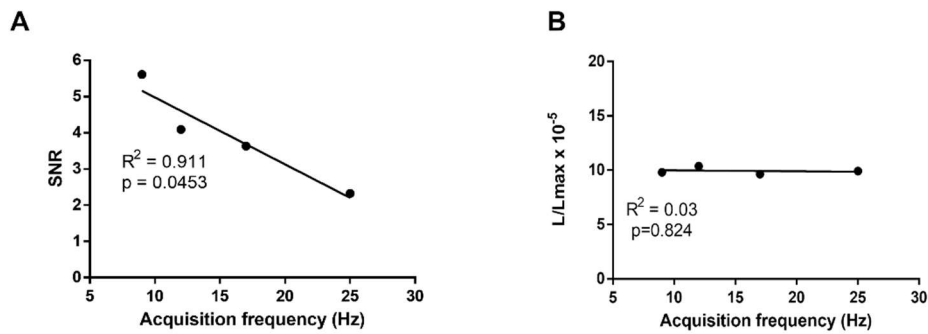 A
6
5
4
3
2
1
0
SNR
R² = 0.911
p = 0.0453
5 10 15 20 25 30
Acquisition frequency (Hz)
B
20
15
10
5
0
L/Lmax x 10⁻⁵
R² = 0.03
p=0.824
5 10 15 20 25 30
Acquisition frequency (Hz)